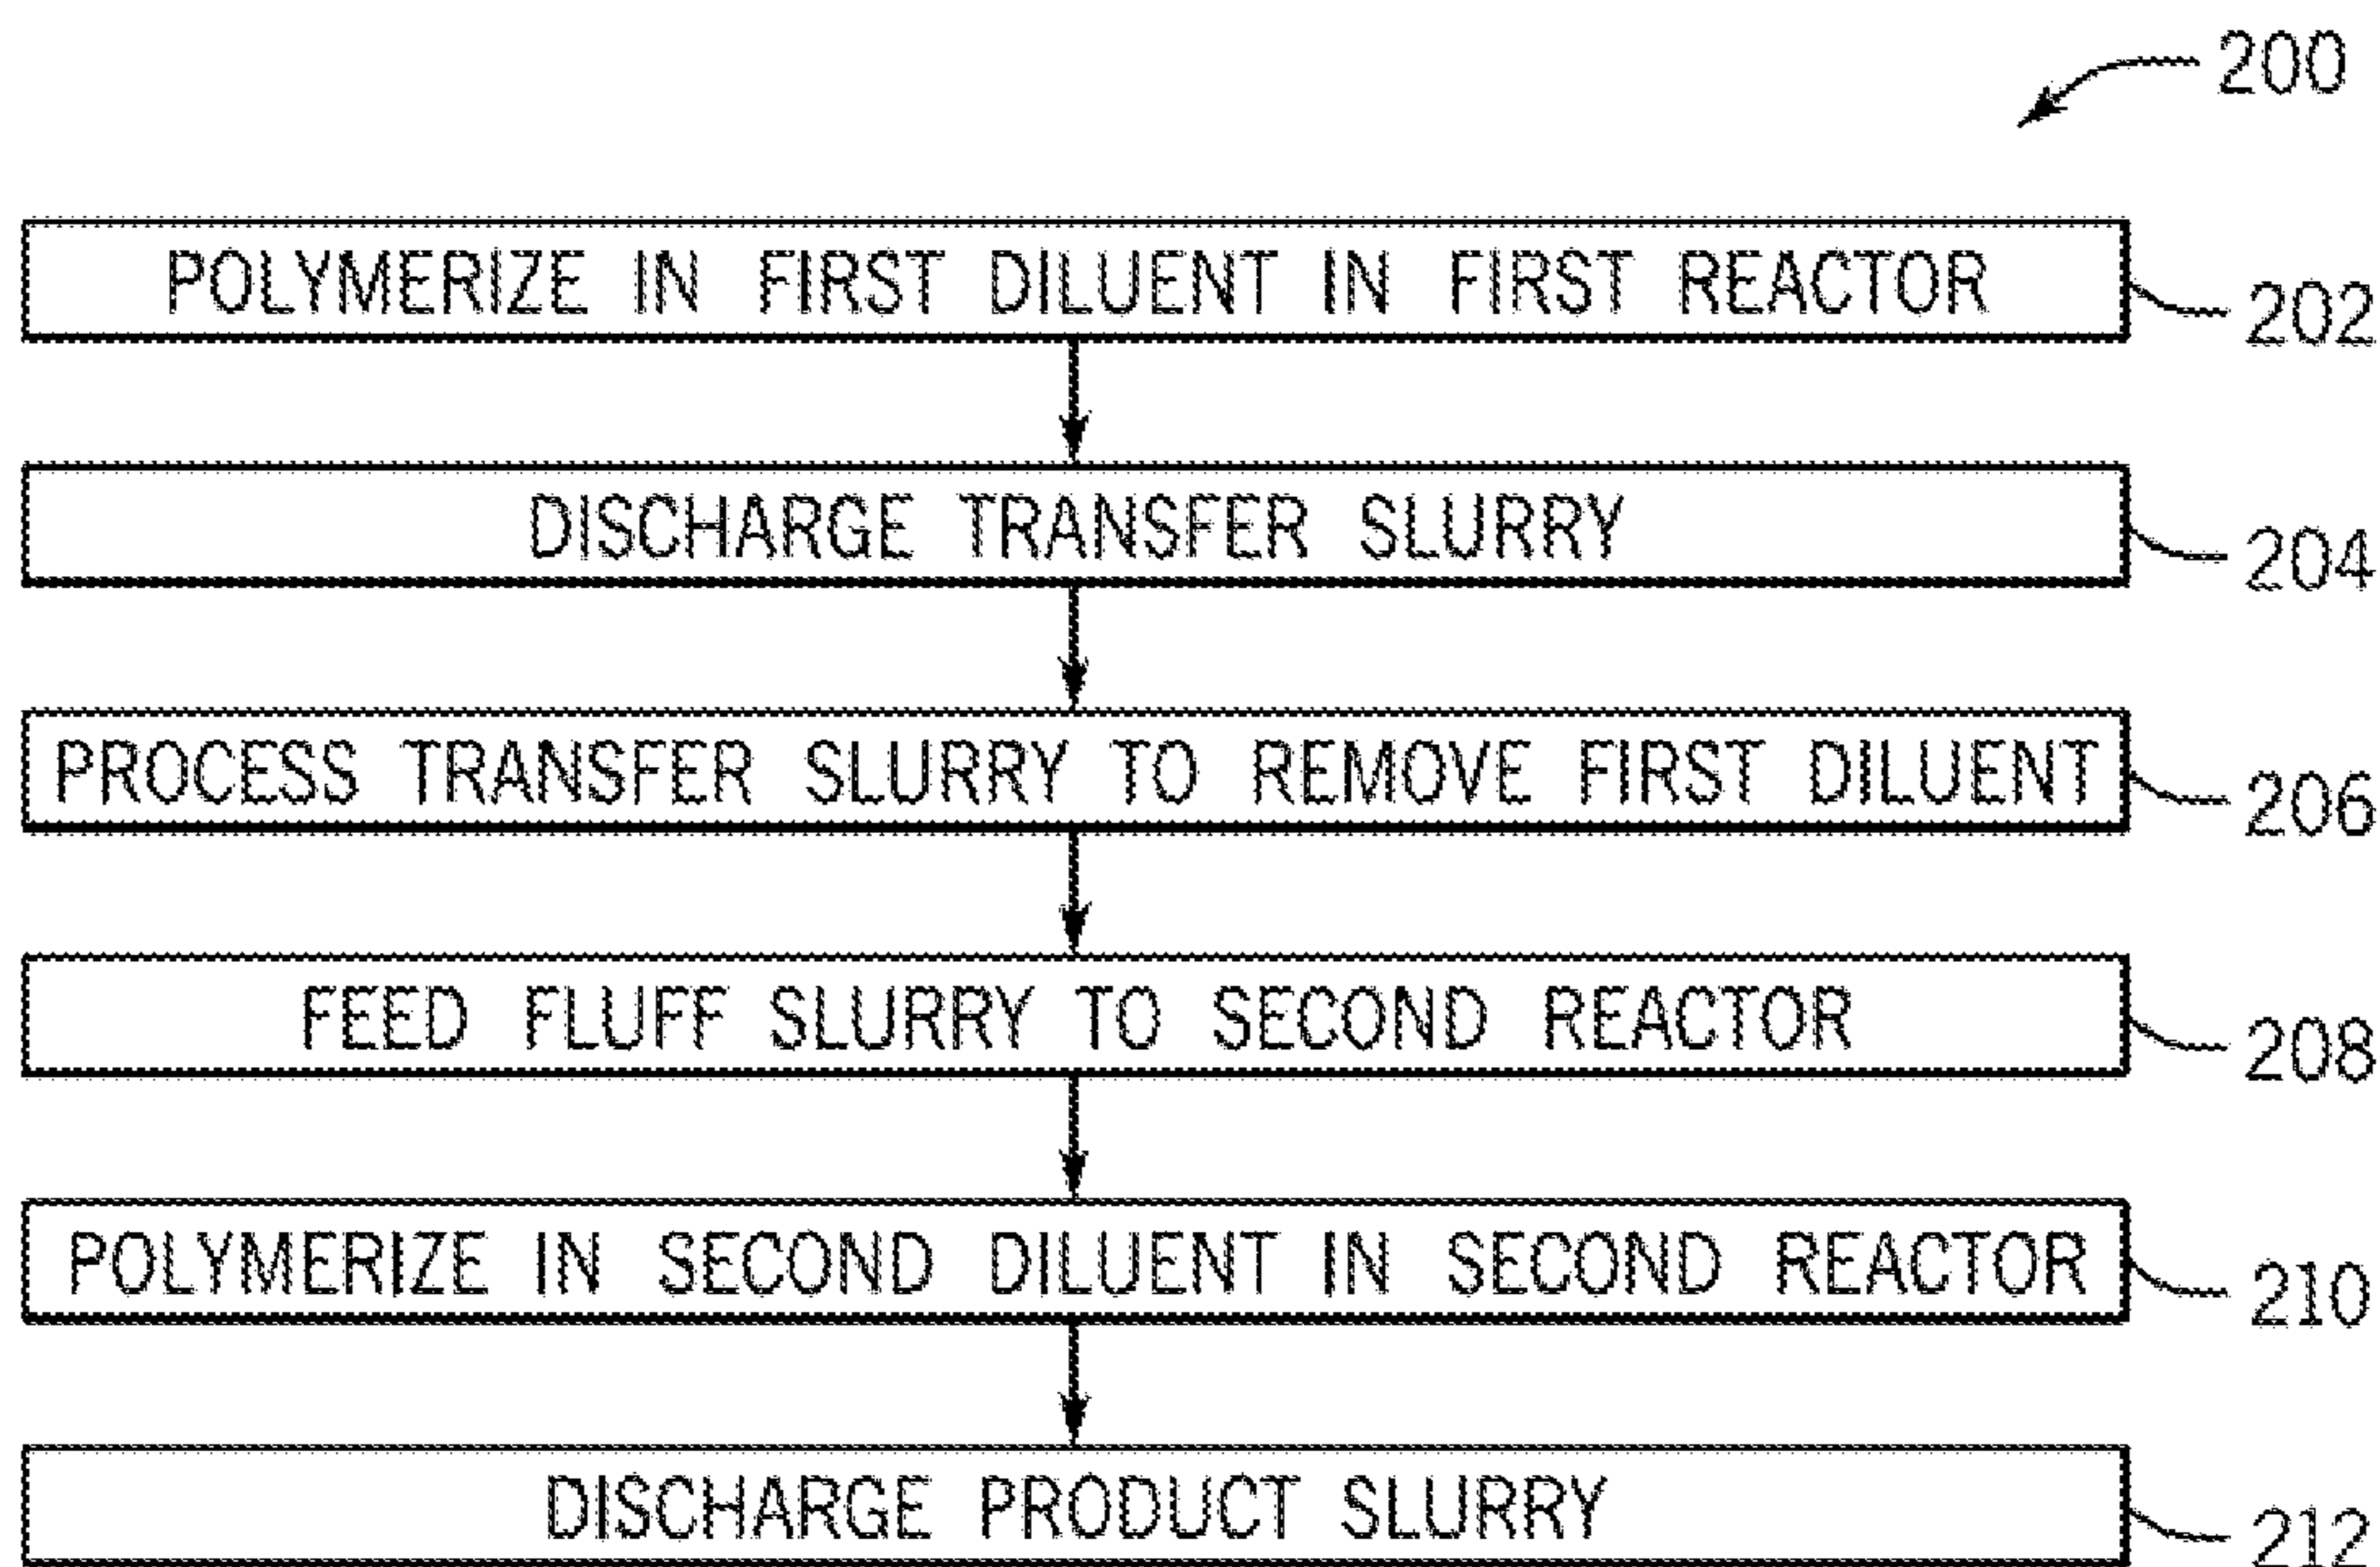 200
POLYMERIZE IN FIRST DILUENT IN FIRST REACTOR
202
DISCHARGE TRANSFER SLURRY
204
PROCESS TRANSFER SLURRY TO REMOVE FIRST DILUENT
206
FEED FLUFF SLURRY TO SECOND REACTOR
208
POLYMERIZE IN SECOND DILUENT IN SECOND REACTOR
210
DISCHARGE PRODUCT SLURRY
212